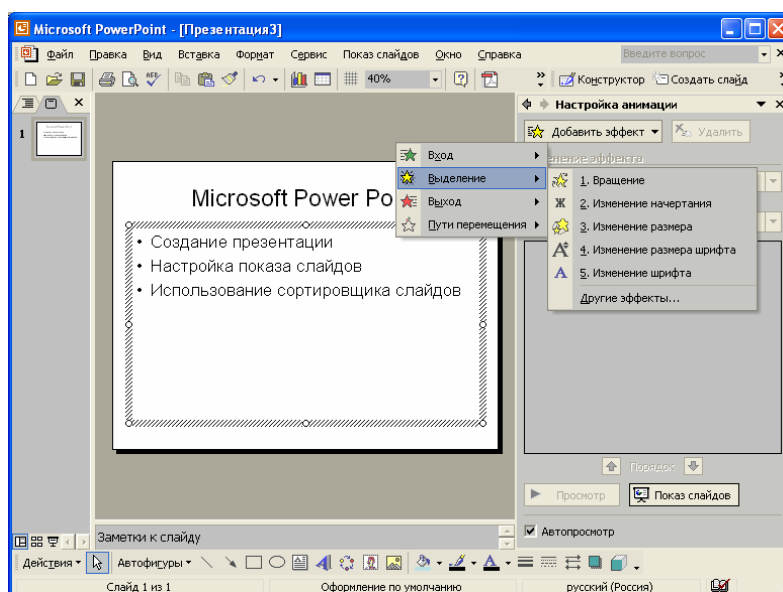 Microsoft PowerPoint - [Презентация3]
Файл Правка Вид Вставка Формат Сервис Показ слайдов Окно Справка Введите вопрос
40% Конструктор Создать слайд
Настройка анимации
1
Добавить эффект Удалить
Вход
Выделение
Выход
Пути перемещения
1. Вращение
2. Изменение начертания
3. Изменение размера
4. Изменение размера шрифта
5. Изменение шрифта
Другие эффекты...
Microsoft Power Po
• Создание презентации
• Настройка показа слайдов
• Использование сортировщика слайдов
Порядок
Просмотр Показ слайдов
Автопросмотр
Заметки к слайду
Действия Автофигуры
Слайд 1 из 1 Оформление по умолчанию русский (Россия)